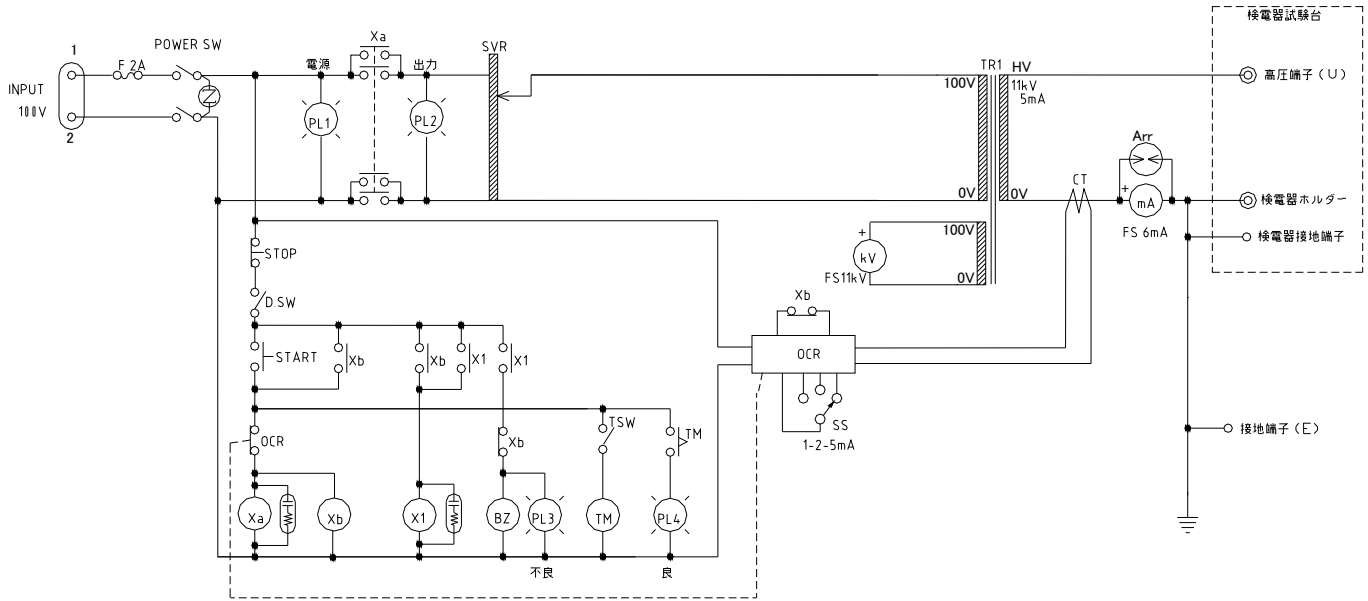 検電器試験台
1
POWER SW
F 2A
INPUT
100V
2
電源
Xa
出力
SVR
PL1
PL2
TR1
HV
100V
11kV
5mA
高圧端子（U）
Arr
CT
+
mA
FS 6mA
0V
0V
検電器ホルダー
検電器接地端子
100V
+
kV
FS11kV
0V
STOP
D.SW
START
Xb
Xb
X1
X1
Xb
OCR
SS
1-2-5mA
接地端子（E）
OCR
Xb
TSW
TM
Xa
Xb
X1
BZ
PL3
TM
PL4
不良
良